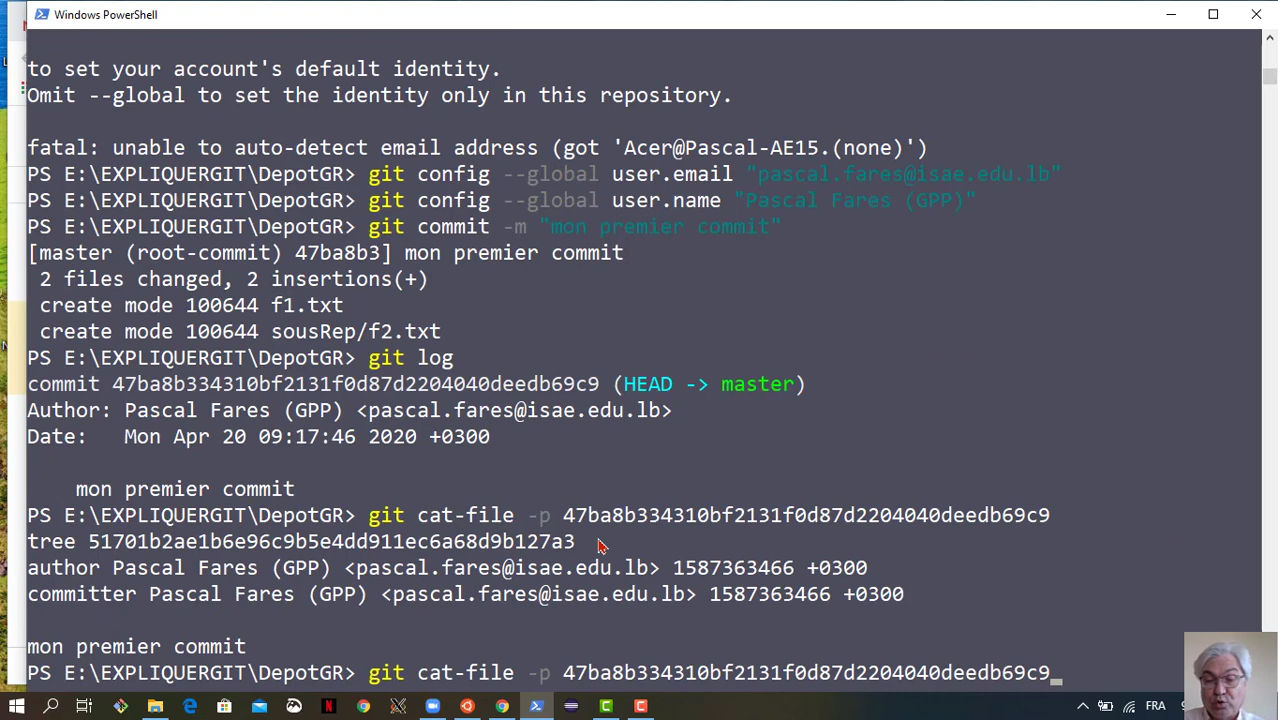 Windows PowerShell
to set your account's default identity.
Omit --global to set the identity only in this repository.
fatal: unable to auto-detect email address (got 'Acer@Pascal-AE15.(none)')
PS E:\EXPLIQUERGIT\DepotGR> git config --global user.email "pascal.fares@isae.edu.lb"
PS E:\EXPLIQUERGIT\DepotGR> git config --global user.name "Pascal Fares (GPP)"
PS E:\EXPLIQUERGIT\DepotGR> git commit -m "mon premier commit"
[master (root-commit) 47ba8b3] mon premier commit
 2 files changed, 2 insertions(+)
 create mode 100644 f1.txt
 create mode 100644 sousRep/f2.txt
PS E:\EXPLIQUERGIT\DepotGR> git log
commit 47ba8b334310bf2131f0d87d2204040deedb69c9 (HEAD -> master)
Author: Pascal Fares (GPP) <pascal.fares@isae.edu.lb>
Date:   Mon Apr 20 09:17:46 2020 +0300
    mon premier commit
PS E:\EXPLIQUERGIT\DepotGR> git cat-file -p 47ba8b334310bf2131f0d87d2204040deedb69c9
tree 51701b2ae1b6e96c9b5e4dd911ec6a68d9b127a3
author Pascal Fares (GPP) <pascal.fares@isae.edu.lb> 1587363466 +0300
committer Pascal Fares (GPP) <pascal.fares@isae.edu.lb> 1587363466 +0300
mon premier commit
PS E:\EXPLIQUERGIT\DepotGR> git cat-file -p 47ba8b334310bf2131f0d87d2204040deedb69c9
FRA